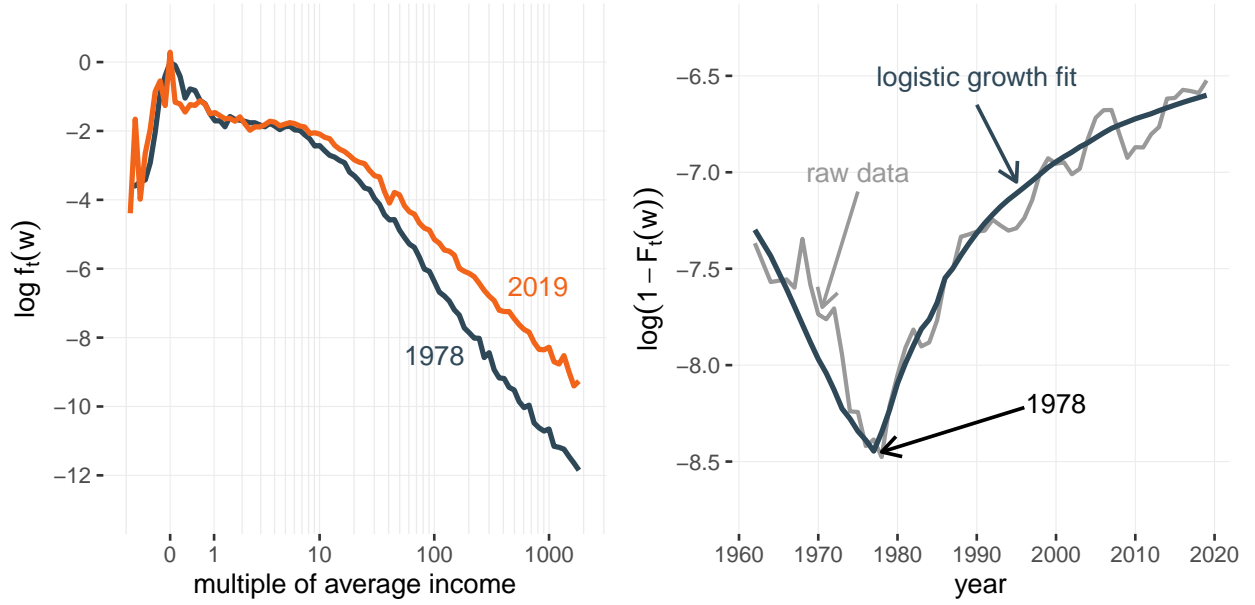 0
−2
−4
−6
−8
−10
−12
log f_t(w)
2019
1978
0 1 10 100 1000
multiple of average income
−6.5
−7.0
−7.5
−8.0
−8.5
log(1 − F_t(w))
logistic growth fit
raw data
1978
1960 1970 1980 1990 2000 2010 2020
year